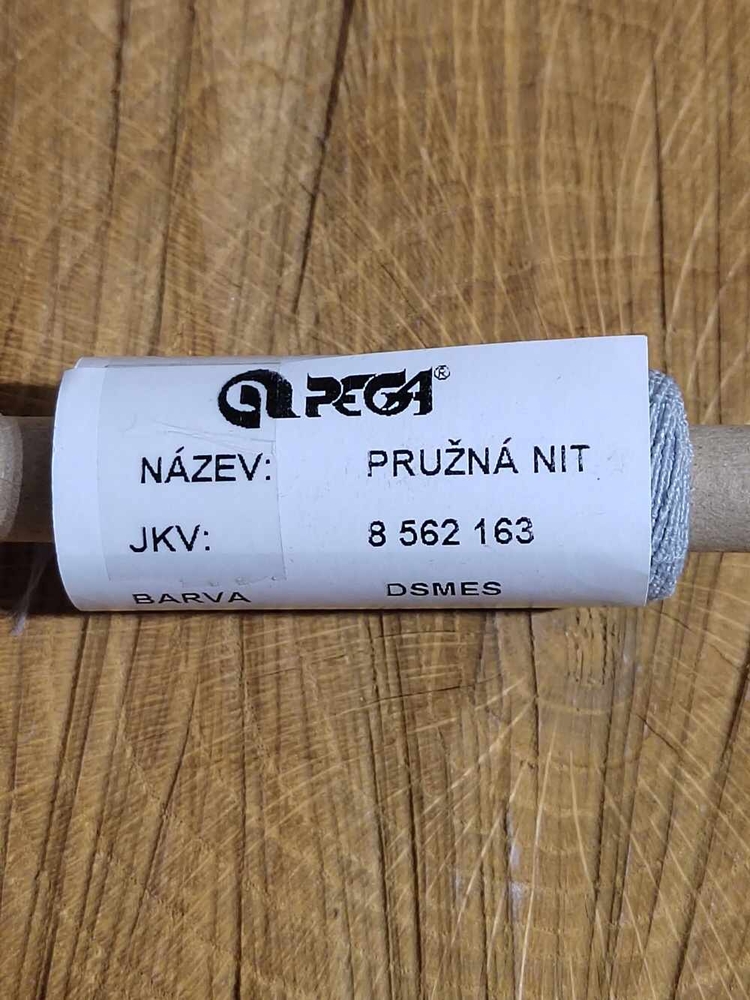 PEGA®
NÁZEV: PRUŽNÁ NIT
JKV: 8 562 163
BARVA DSMES